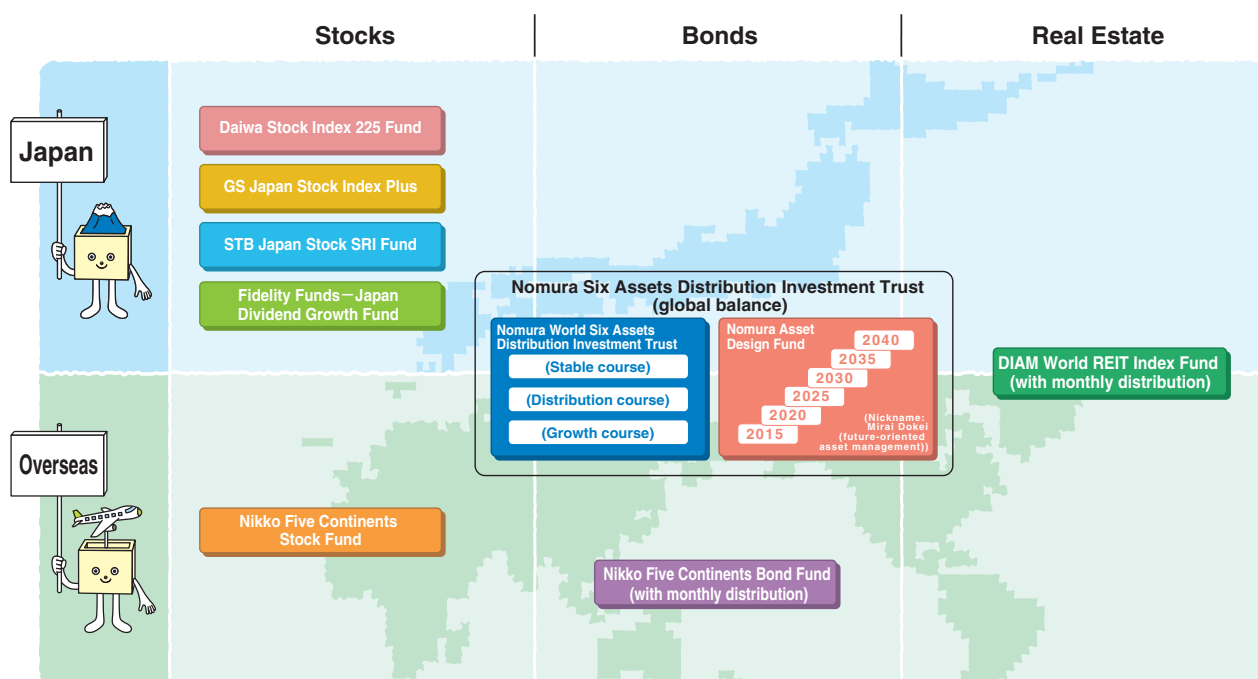 Stocks
Bonds
Real Estate
Japan
Daiwa Stock Index 225 Fund
GS Japan Stock Index Plus
STB Japan Stock SRI Fund
Fidelity Funds—Japan
Dividend Growth Fund
Nomura Six Assets Distribution Investment Trust
(global balance)
Nomura World Six Assets
Distribution Investment Trust
(Stable course)
(Distribution course)
(Growth course)
Nomura Asset
Design Fund
2040
2035
2030
2025
2020
2015
(Nickname:
Mirai Dokei
(future-oriented
asset management))
DIAM World REIT Index Fund
(with monthly distribution)
Overseas
Nikko Five Continents
Stock Fund
Nikko Five Continents Bond Fund
(with monthly distribution)